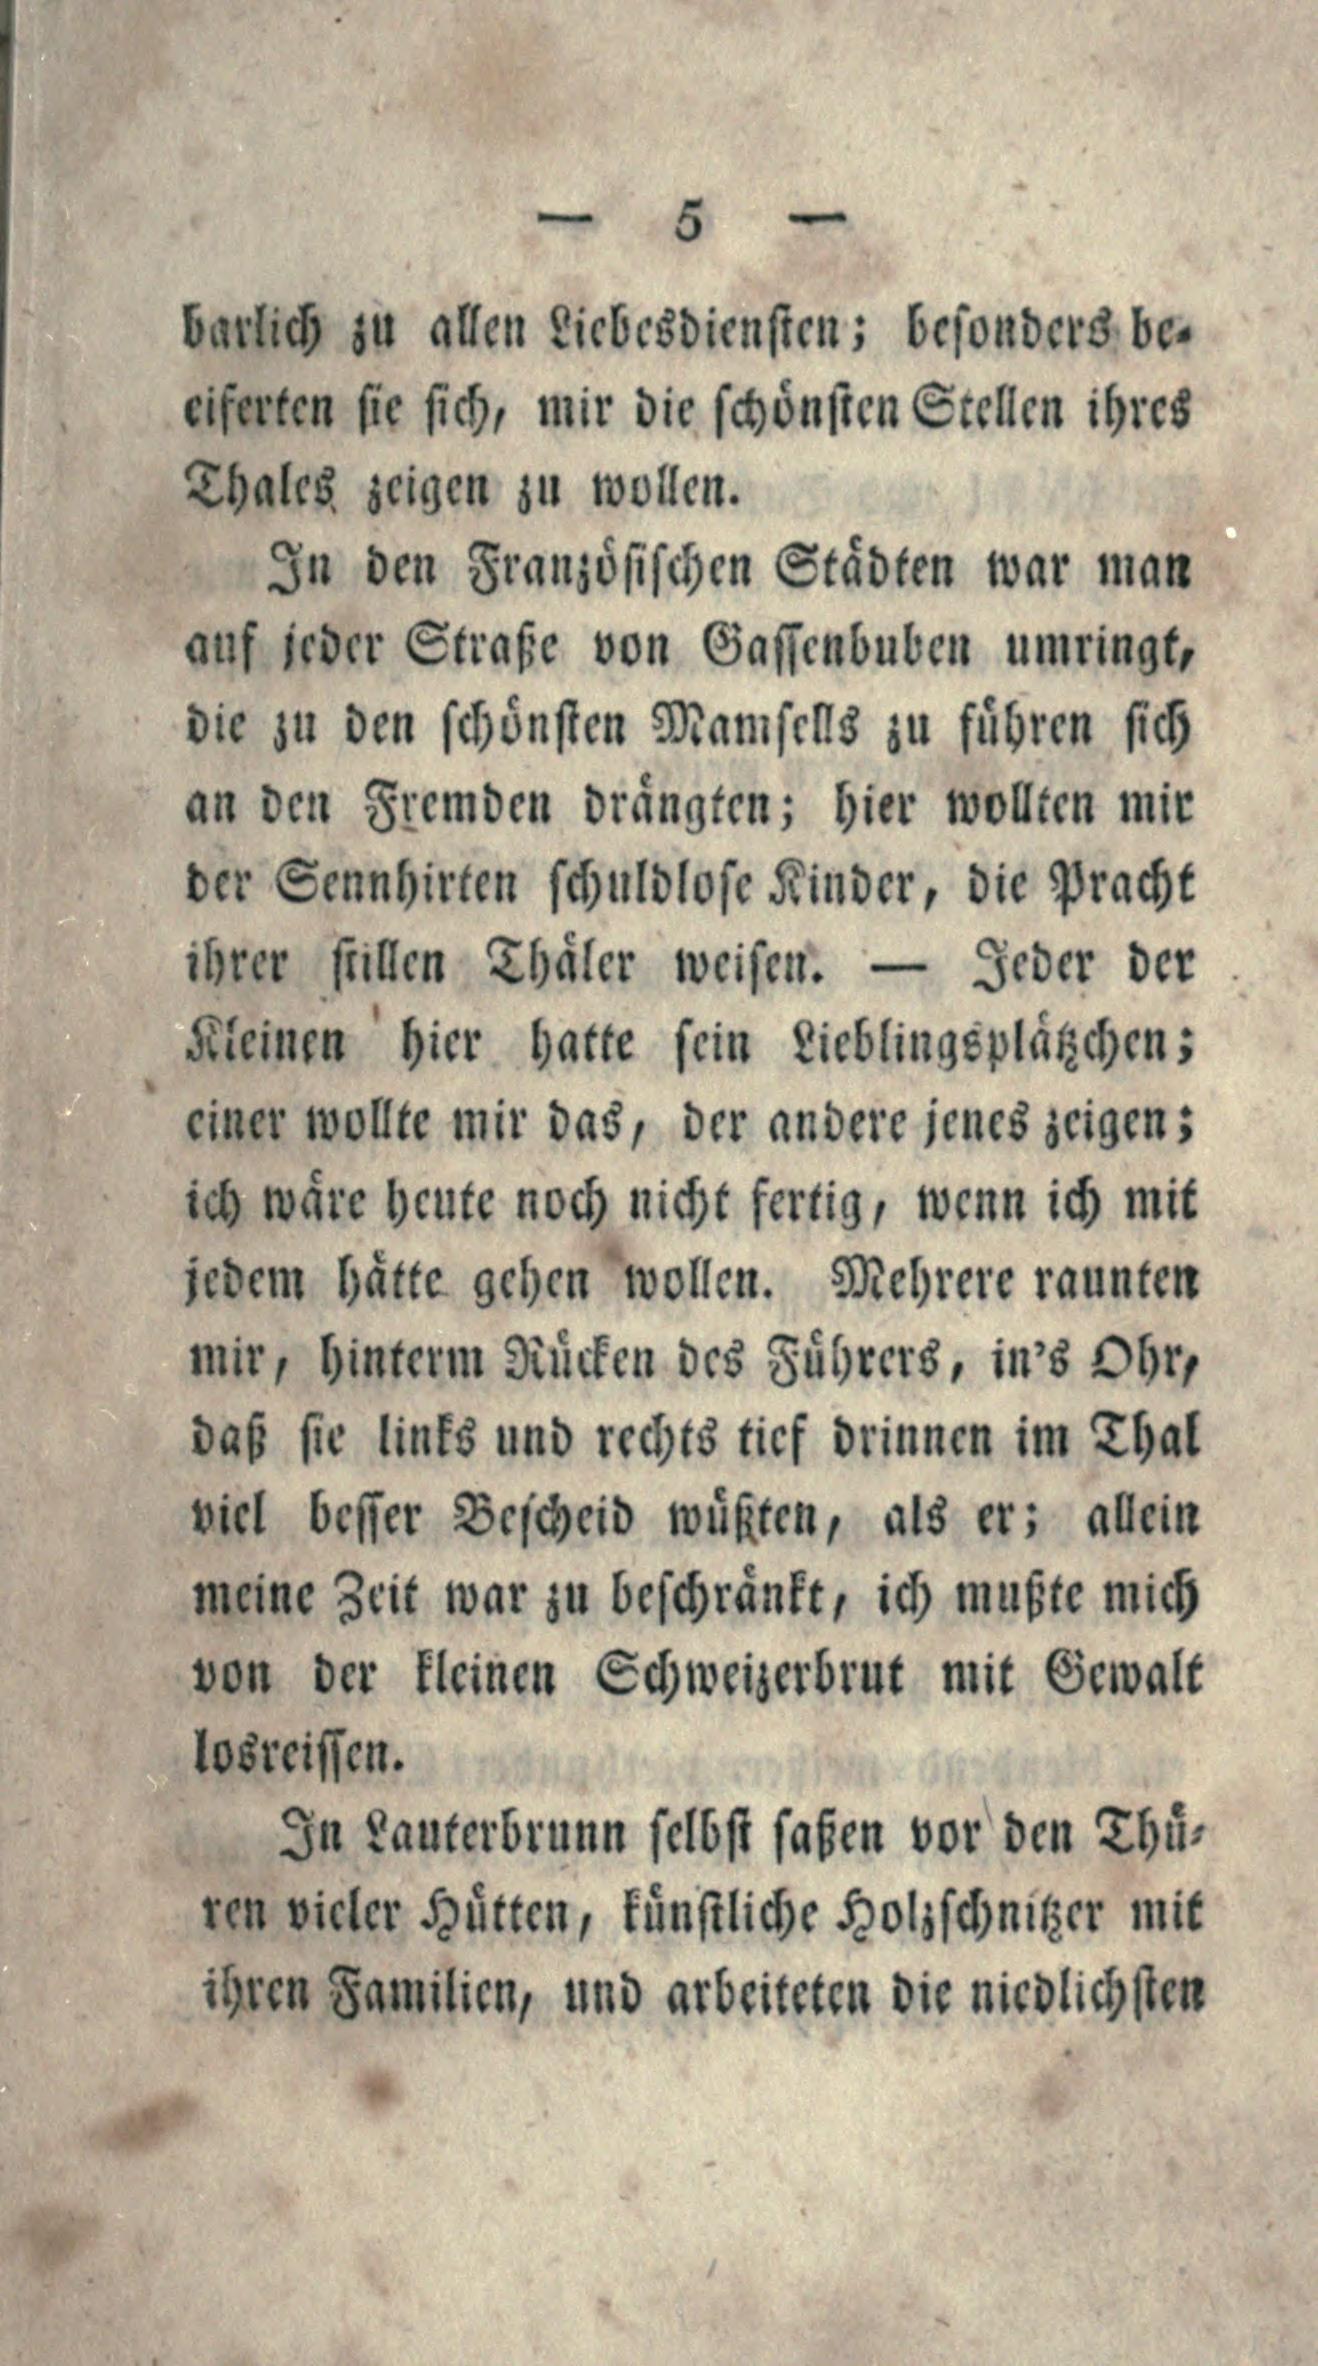 — 5 —
barlich zu allen Liebesdiensten; besonders be-
eiferten sie sich, mir die schönsten Stellen ihres
Thales zeigen zu wollen.
In den Französischen Städten war man
auf jeder Straße von Gassenbuben umringt,
die zu den schönsten Mamsells zu führen sich
an den Fremden drängten; hier wollten mir
der Sennhirten schuldlose Kinder, die Pracht
ihrer stillen Thäler weisen. — Jeder der
Kleinen hier hatte sein Lieblingsplätzchen;
einer wollte mir das, der andere jenes zeigen;
ich wäre heute noch nicht fertig, wenn ich mit
jedem hätte gehen wollen. Mehrere raunten
mir, hinterm Rücken des Führers, in's Ohr,
daß sie links und rechts tief drinnen im Thal
viel besser Bescheid wüßten, als er; allein
meine Zeit war zu beschränkt, ich mußte mich
von der kleinen Schweizerbrut mit Gewalt
losreissen.
In Lauterbrunn selbst saßen vor den Thü-
ren vieler Hütten, künstliche Holzschnitzer mit
ihren Familien, und arbeiteten die niedlichsten